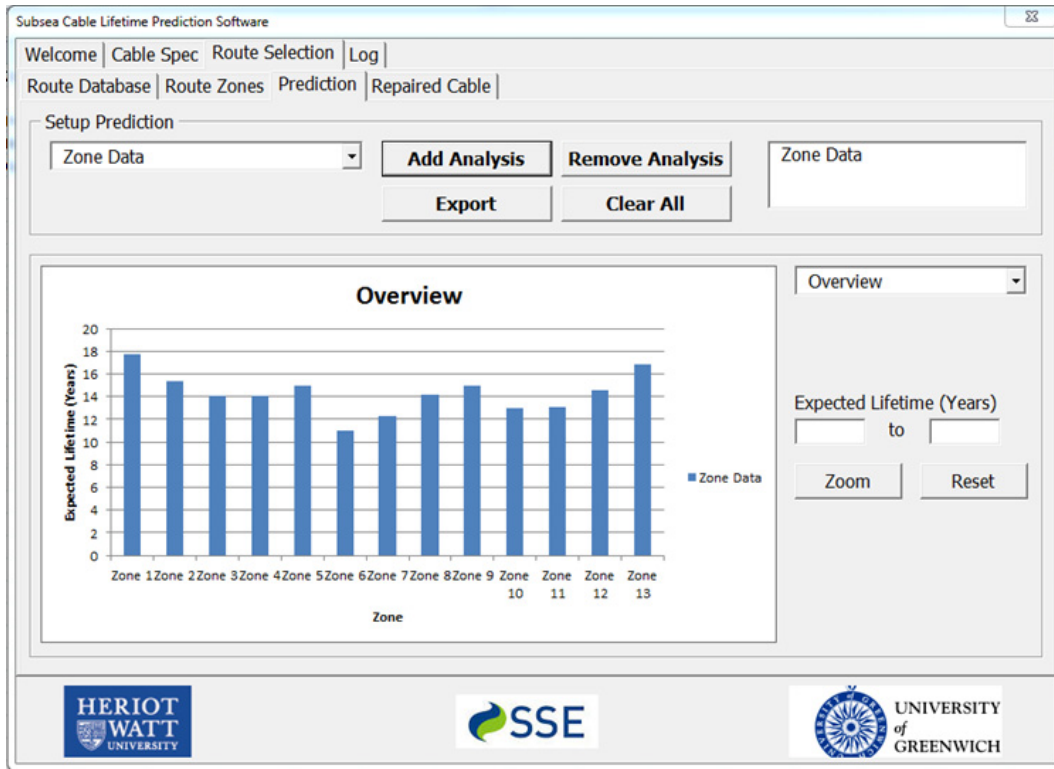 Subsea Cable Lifetime Prediction Software
Welcome Cable Spec Route Selection Log
Route Database Route Zones Prediction Repaired Cable
Setup Prediction
Zone Data Add Analysis Remove Analysis Zone Data
Export Clear All
Overview
Overview
20
18
16
14
12
10
8
6
4
2
0
Expected Lifetime (Years)
Zone 1 Zone 2 Zone 3 Zone 4 Zone 5 Zone 6 Zone 7 Zone 8 Zone 9 Zone 10 Zone 11 Zone 12 Zone 13
Zone
Zone Data
Expected Lifetime (Years)
to
Zoom Reset
HERIOT
WATT
UNIVERSITY
SSE
UNIVERSITY
of
GREENWICH